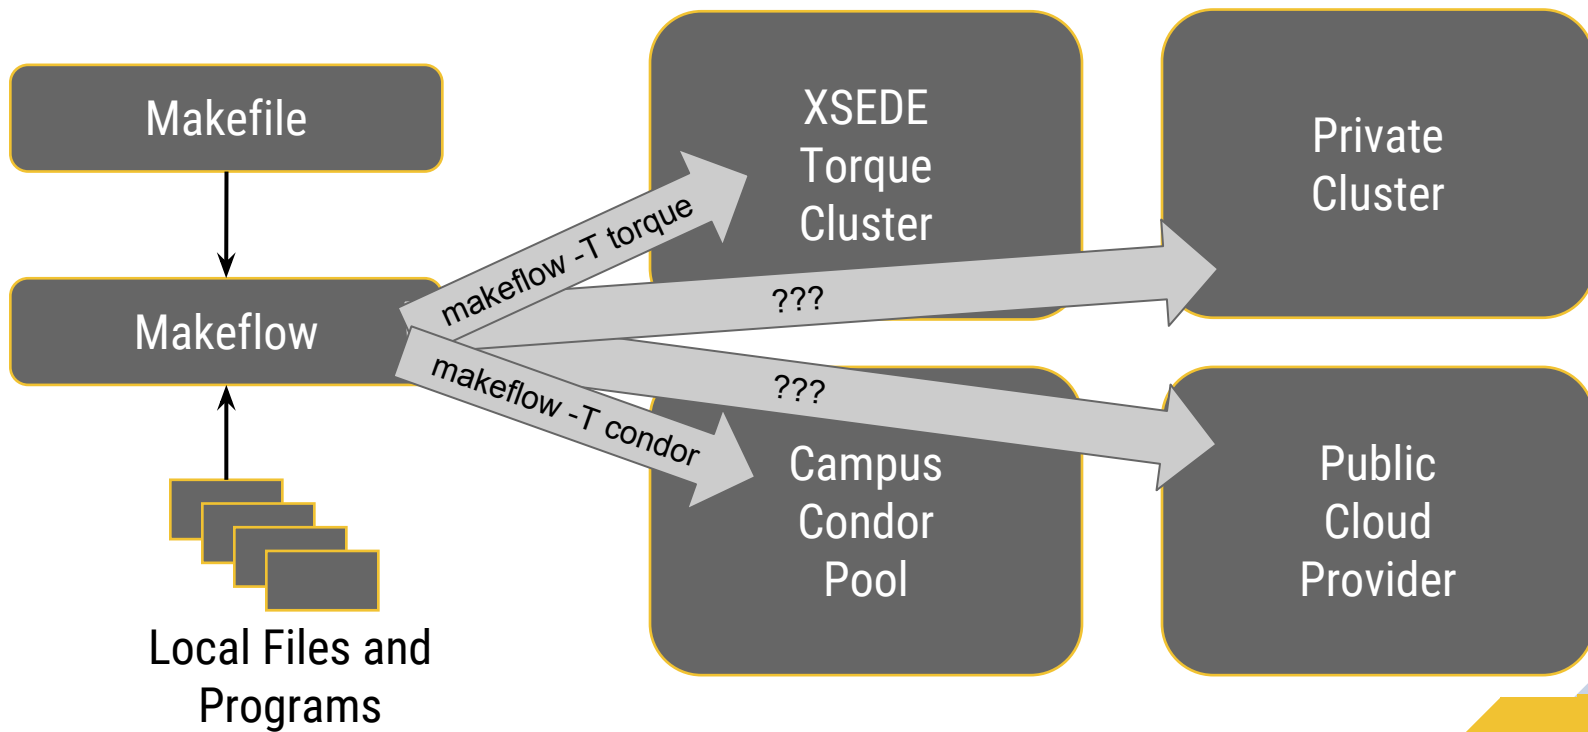 Makefile
Makeflow
Local Files and
Programs
makeflow -T torque
???
???
makeflow -T condor
XSEDE
Torque
Cluster
Private
Cluster
Campus
Condor
Pool
Public
Cloud
Provider